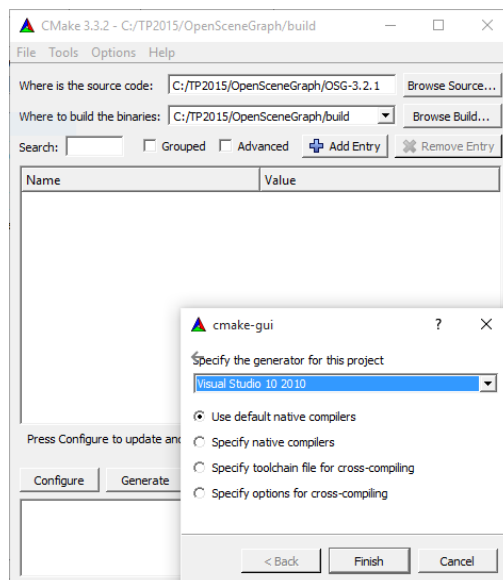 CMake 3.3.2 - C:/TP2015/OpenSceneGraph/build
File Tools Options Help
Where is the source code: C:/TP2015/OpenSceneGraph/OSG-3.2.1 Browse Source...
Where to build the binaries: C:/TP2015/OpenSceneGraph/build Browse Build...
Search: Grouped Advanced Add Entry Remove Entry
Name Value
cmake-gui ?
Specify the generator for this project
Visual Studio 10 2010
Use default native compilers
Specify native compilers
Specify toolchain file for cross-compiling
Specify options for cross-compiling
< Back Finish Cancel
Press Configure to update and
Configure Generate